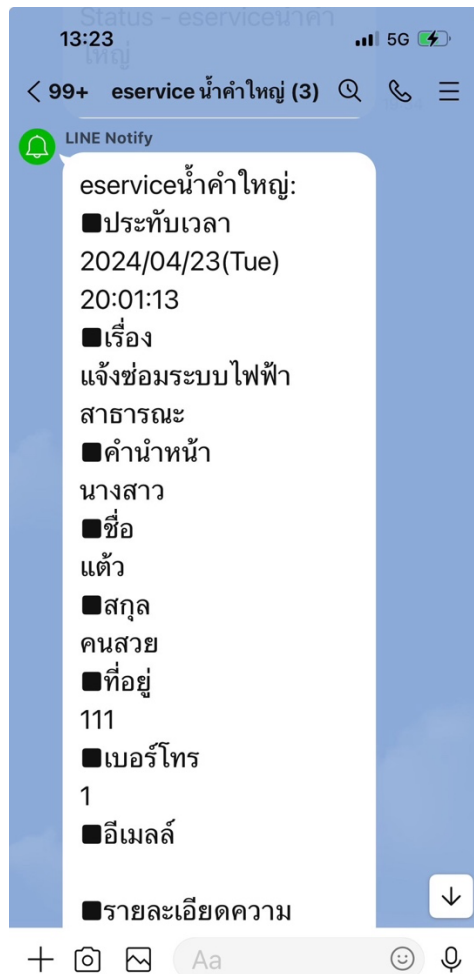 Status - eserviceน้ำคำ
ใหญ่
13:23
5G
99+ eservice น้ำคำใหญ่ (3)
LINE Notify
eserviceน้ำคำใหญ่:
■ประทับเวลา
2024/04/23(Tue)
20:01:13
■เรื่อง
แจ้งซ่อมระบบไฟฟ้า
สาธารณะ
■คำนำหน้า
นางสาว
■ชื่อ
แต้ว
■สกุล
คนสวย
■ที่อยู่
111
■เบอร์โทร
1
■อีเมลล์
■รายละเอียดความ
Aa